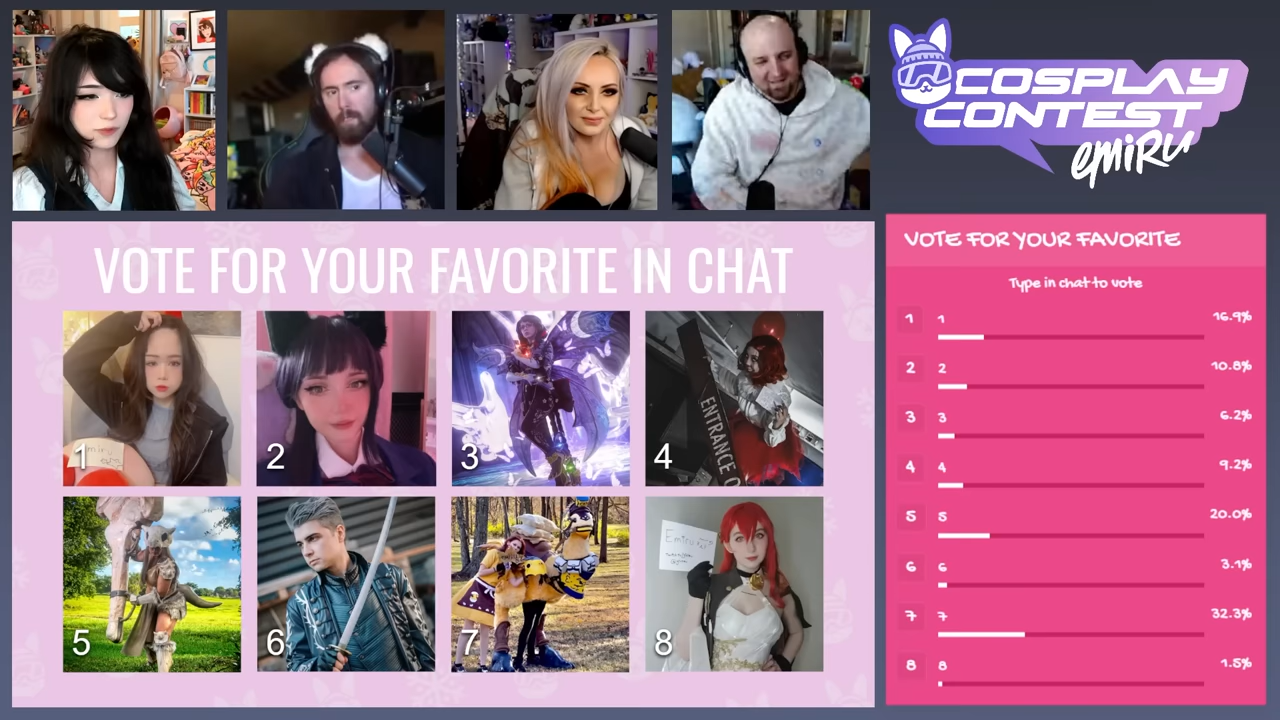 COSPLAY
CONTEST
emiru
VOTE FOR YOUR FAVORITE IN CHAT
1
2
3
4
ENTRANCE
5
6
7
8
Emiru
VOTE FOR YOUR FAVORITE
Type in chat to vote
1 1 16.9%
2 2 10.8%
3 3 6.2%
4 4 9.2%
5 5 20.0%
6 6 3.1%
7 7 32.3%
8 8 1.5%